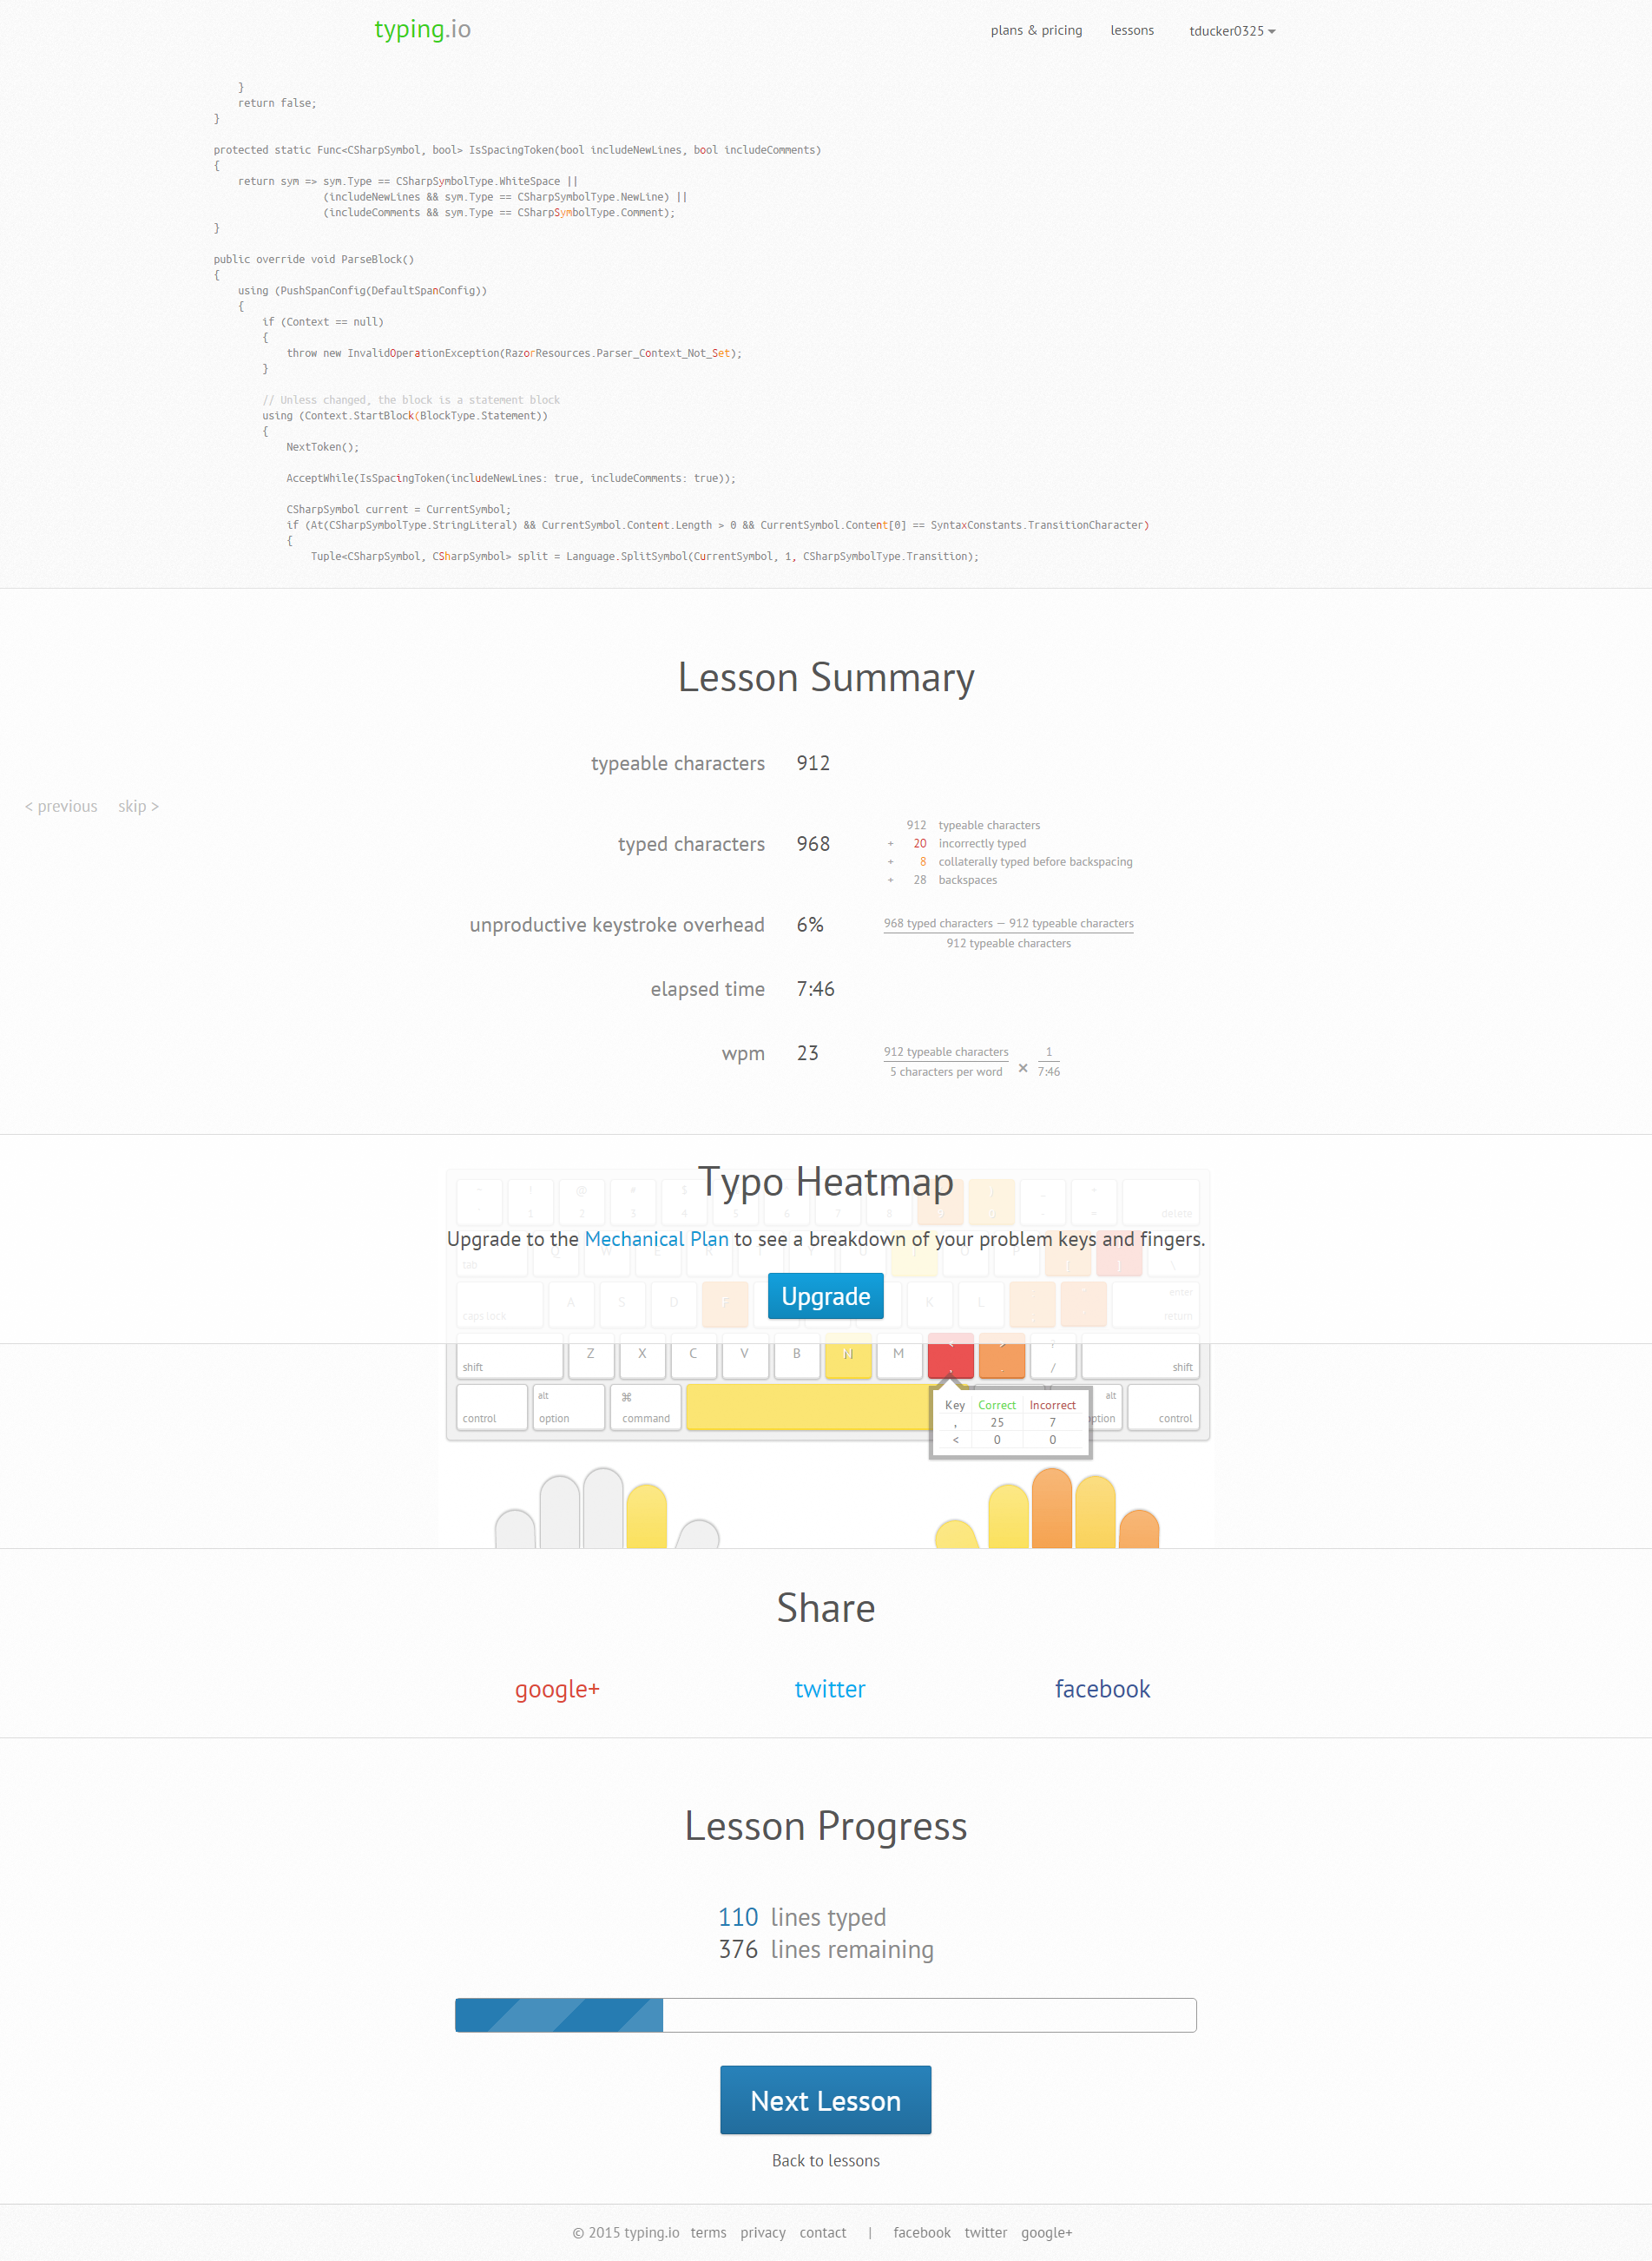 typing.io
plans & pricing lessons tducker0325
}
return false;
}
protected static Func<CSharpSymbol, bool> IsSpacingToken(bool includeNewLines, bool includeComments)
{
return sym => sym.Type == CSharpSymbolType.WhiteSpace ||
(includeNewLines && sym.Type == CSharpSymbolType.NewLine) ||
(includeComments && sym.Type == CSharpSymbolType.Comment);
}
public override void ParseBlock()
{
using (PushSpanConfig(DefaultSpanConfig))
{
if (Context == null)
{
throw new InvalidOperationException(RazorResources.Parser_Context_Not_Set);
}
// Unless changed, the block is a statement block
using (Context.StartBlock(BlockType.Statement))
{
NextToken();
AcceptWhile(IsSpacingToken(includeNewLines: true, includeComments: true));
CSharpSymbol current = CurrentSymbol;
if (At(CSharpSymbolType.StringLiteral) && CurrentSymbol.Content.Length > 0 && CurrentSymbol.Content[0] == SyntaxConstants.TransitionCharacter)
{
Tuple<CSharpSymbol, CSharpSymbol> split = Language.SplitSymbol(CurrentSymbol, 1, CSharpSymbolType.Transition);
Lesson Summary
typeable characters 912
< previous skip >
typed characters 968
912 typeable characters
+ 20 incorrectly typed
+ 8 collaterally typed before backspacing
+ 28 backspaces
unproductive keystroke overhead 6%
968 typed characters − 912 typeable characters
912 typeable characters
elapsed time 7:46
wpm 23
912 typeable characters
5 characters per word
×
1
7:46
Typo Heatmap
~ ! @ # $
1 2 3 4 5 6 7 8 9 0 - = delete
Upgrade to the Mechanical Plan to see a breakdown of your problem keys and fingers.
tab Q W E R T Y U I O P [ ] \
Upgrade
caps lock A S D F K L ; enter return
shift Z X C V B N M < , > . ? / shift
control alt option ⌘ command alt option control
Key Correct Incorrect
, 25 7
< 0 0
Share
google+ twitter facebook
Lesson Progress
110 lines typed
376 lines remaining
Next Lesson
Back to lessons
© 2015 typing.io terms privacy contact | facebook twitter google+